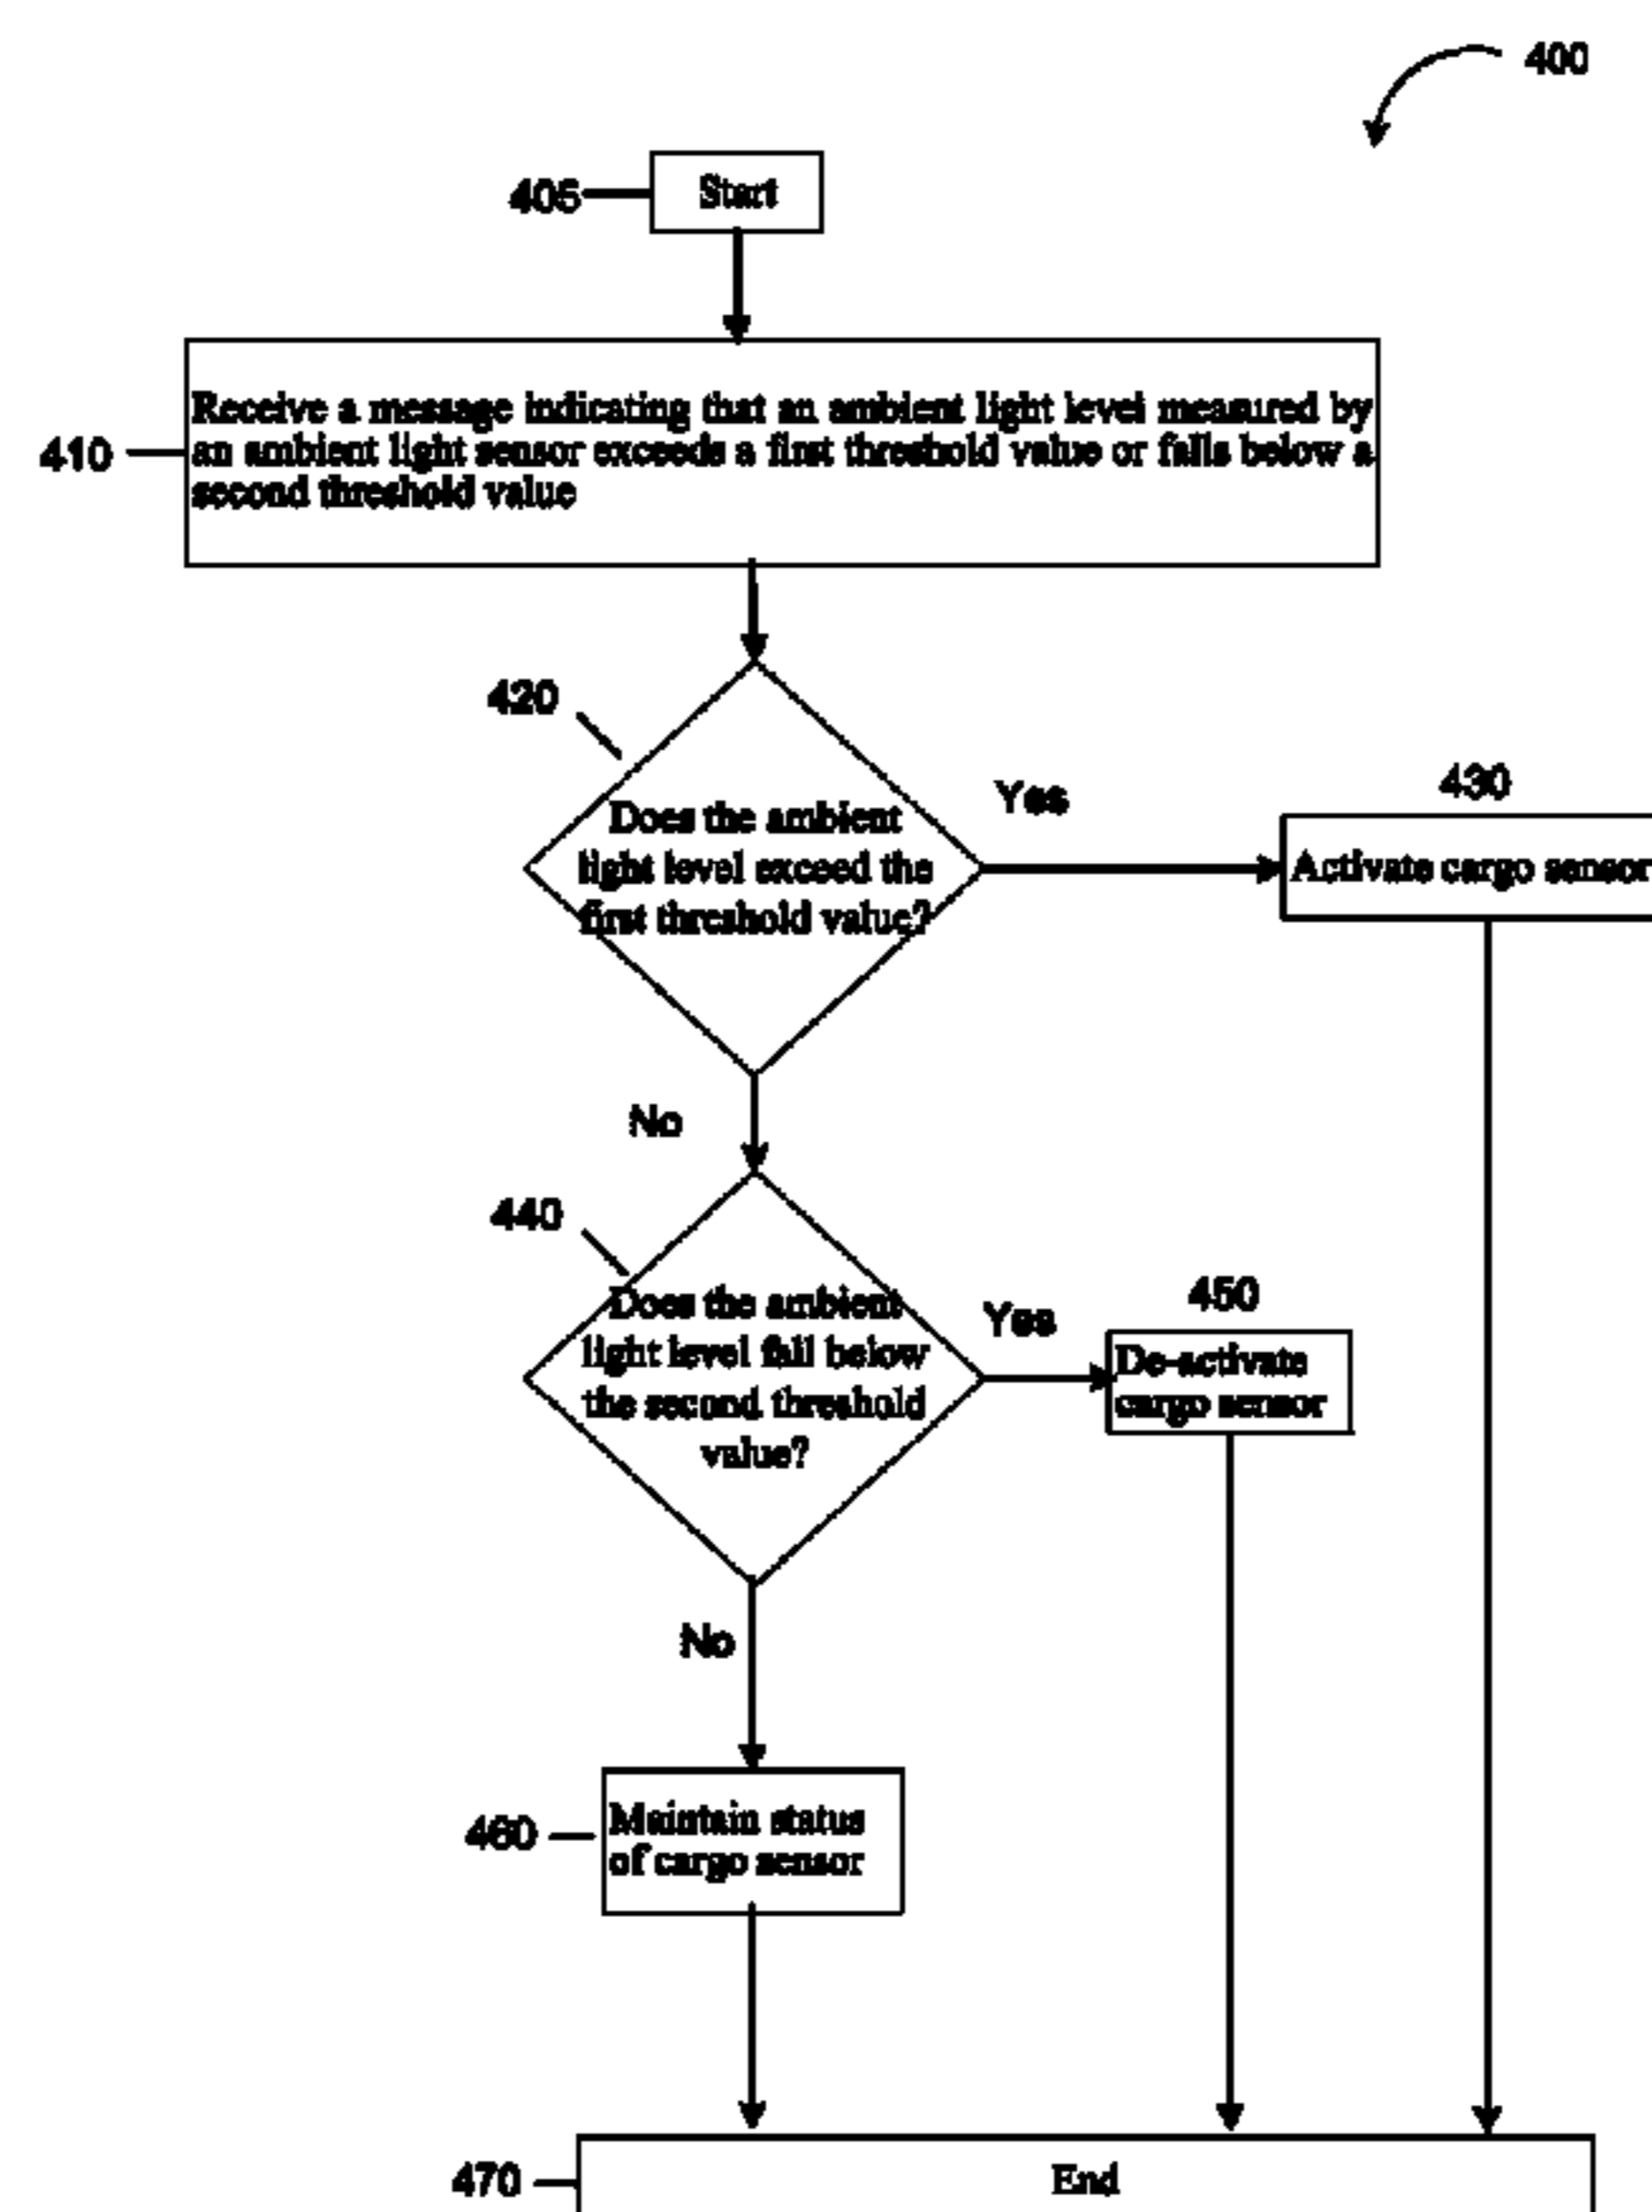 400
405
Start
Receive a message indicating that an ambient light level measured by
410
an ambient light sensor exceeds a first threshold value or falls below a
second threshold value
420
Yes
430
Does the ambient
light level exceed the
first threshold value?
Activate cargo sensor
No
440
Yes
450
Does the ambient
light level fall below
the second threshold
value?
De-activate
cargo sensor
No
460
Maintain status
of cargo sensor
470
End